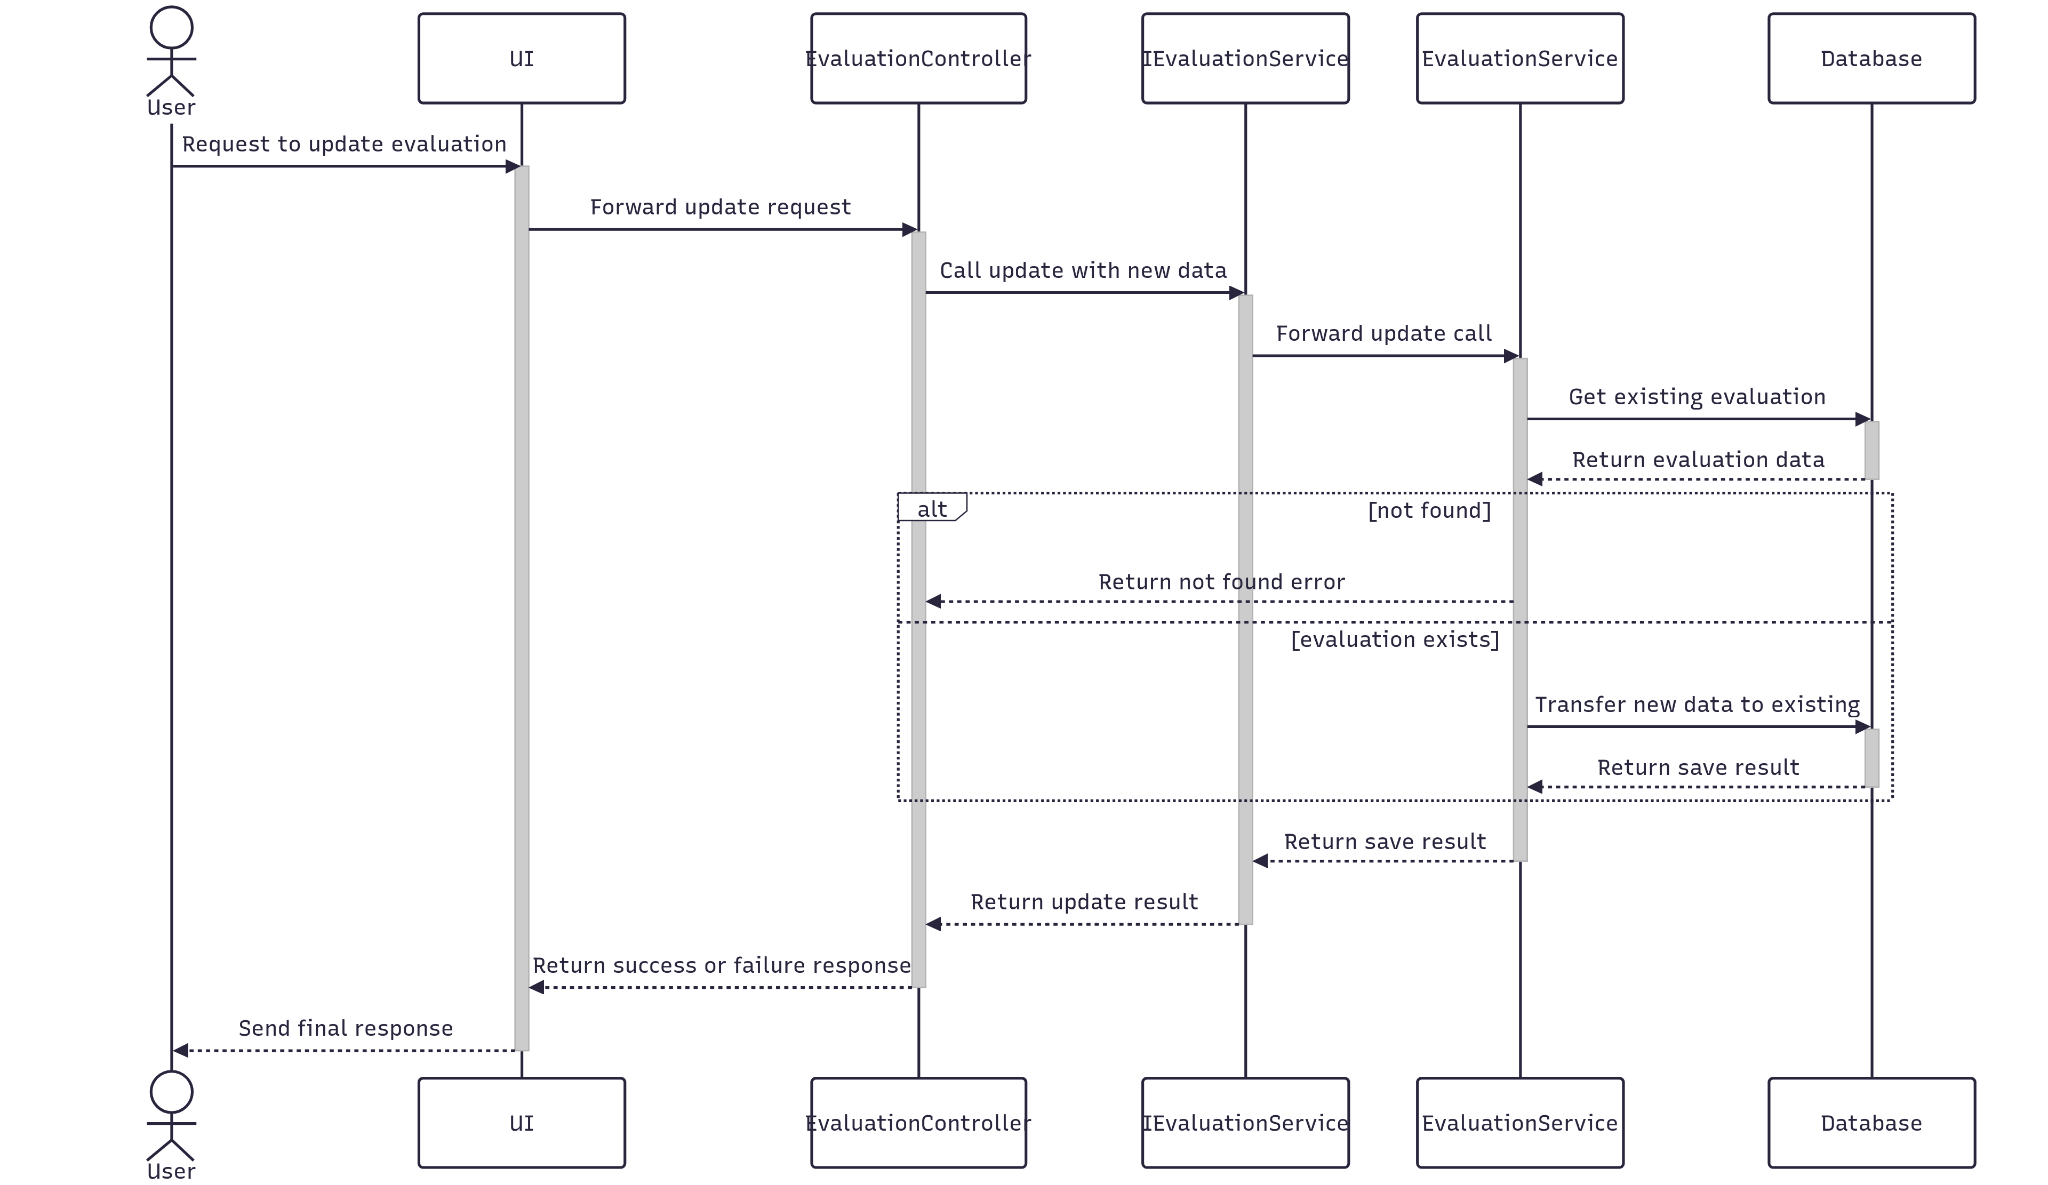 User
UI
EvaluationController
IEvaluationService
EvaluationService
Database
Request to update evaluation
Forward update request
Call update with new data
Forward update call
Get existing evaluation
Return evaluation data
alt
[not found]
Return not found error
[evaluation exists]
Transfer new data to existing
Return save result
Return save result
Return update result
Return success or failure response
Send final response
User
UI
EvaluationController
IEvaluationService
EvaluationService
Database